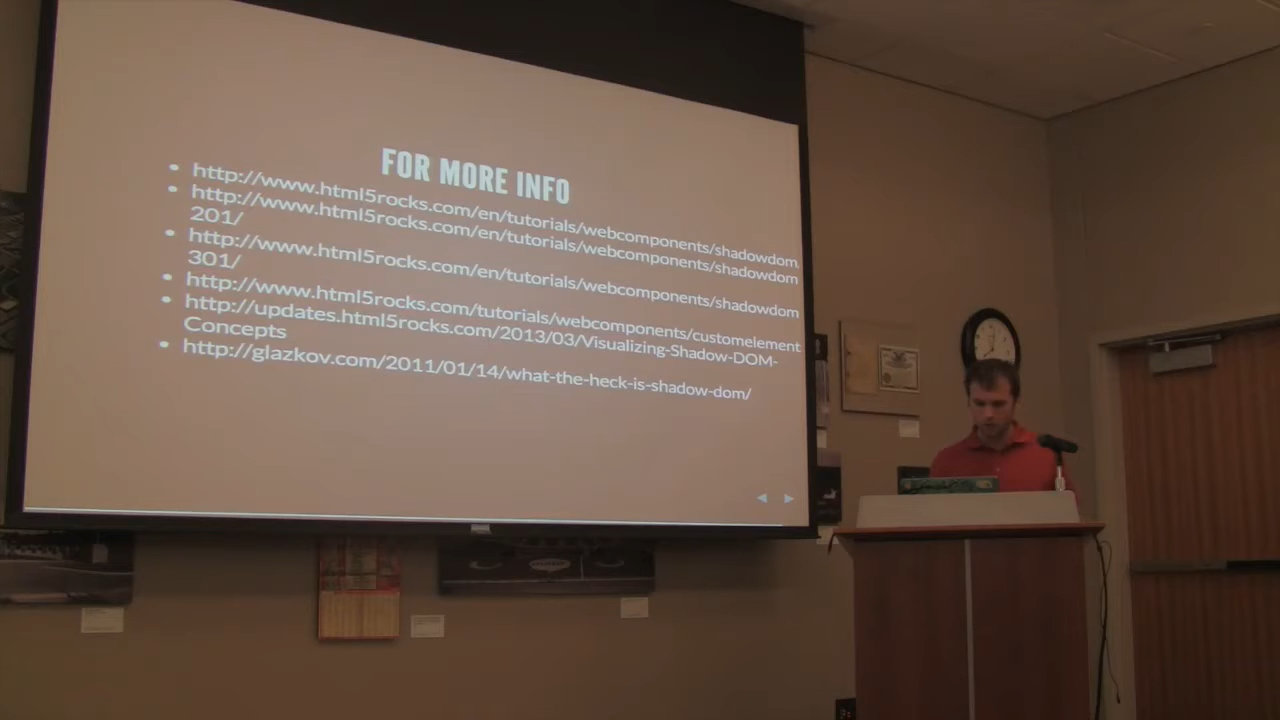 FOR MORE INFO
http://www.html5rocks.com/en/tutorials/webcomponents/shadowdom
http://www.html5rocks.com/en/tutorials/webcomponents/shadowdom
201/
http://www.html5rocks.com/en/tutorials/webcomponents/shadowdom
301/
http://www.html5rocks.com/tutorials/webcomponents/customelement
http://updates.html5rocks.com/2013/03/Visualizing-Shadow-DOM-
Concepts
http://glazkov.com/2011/01/14/what-the-heck-is-shadow-dom/